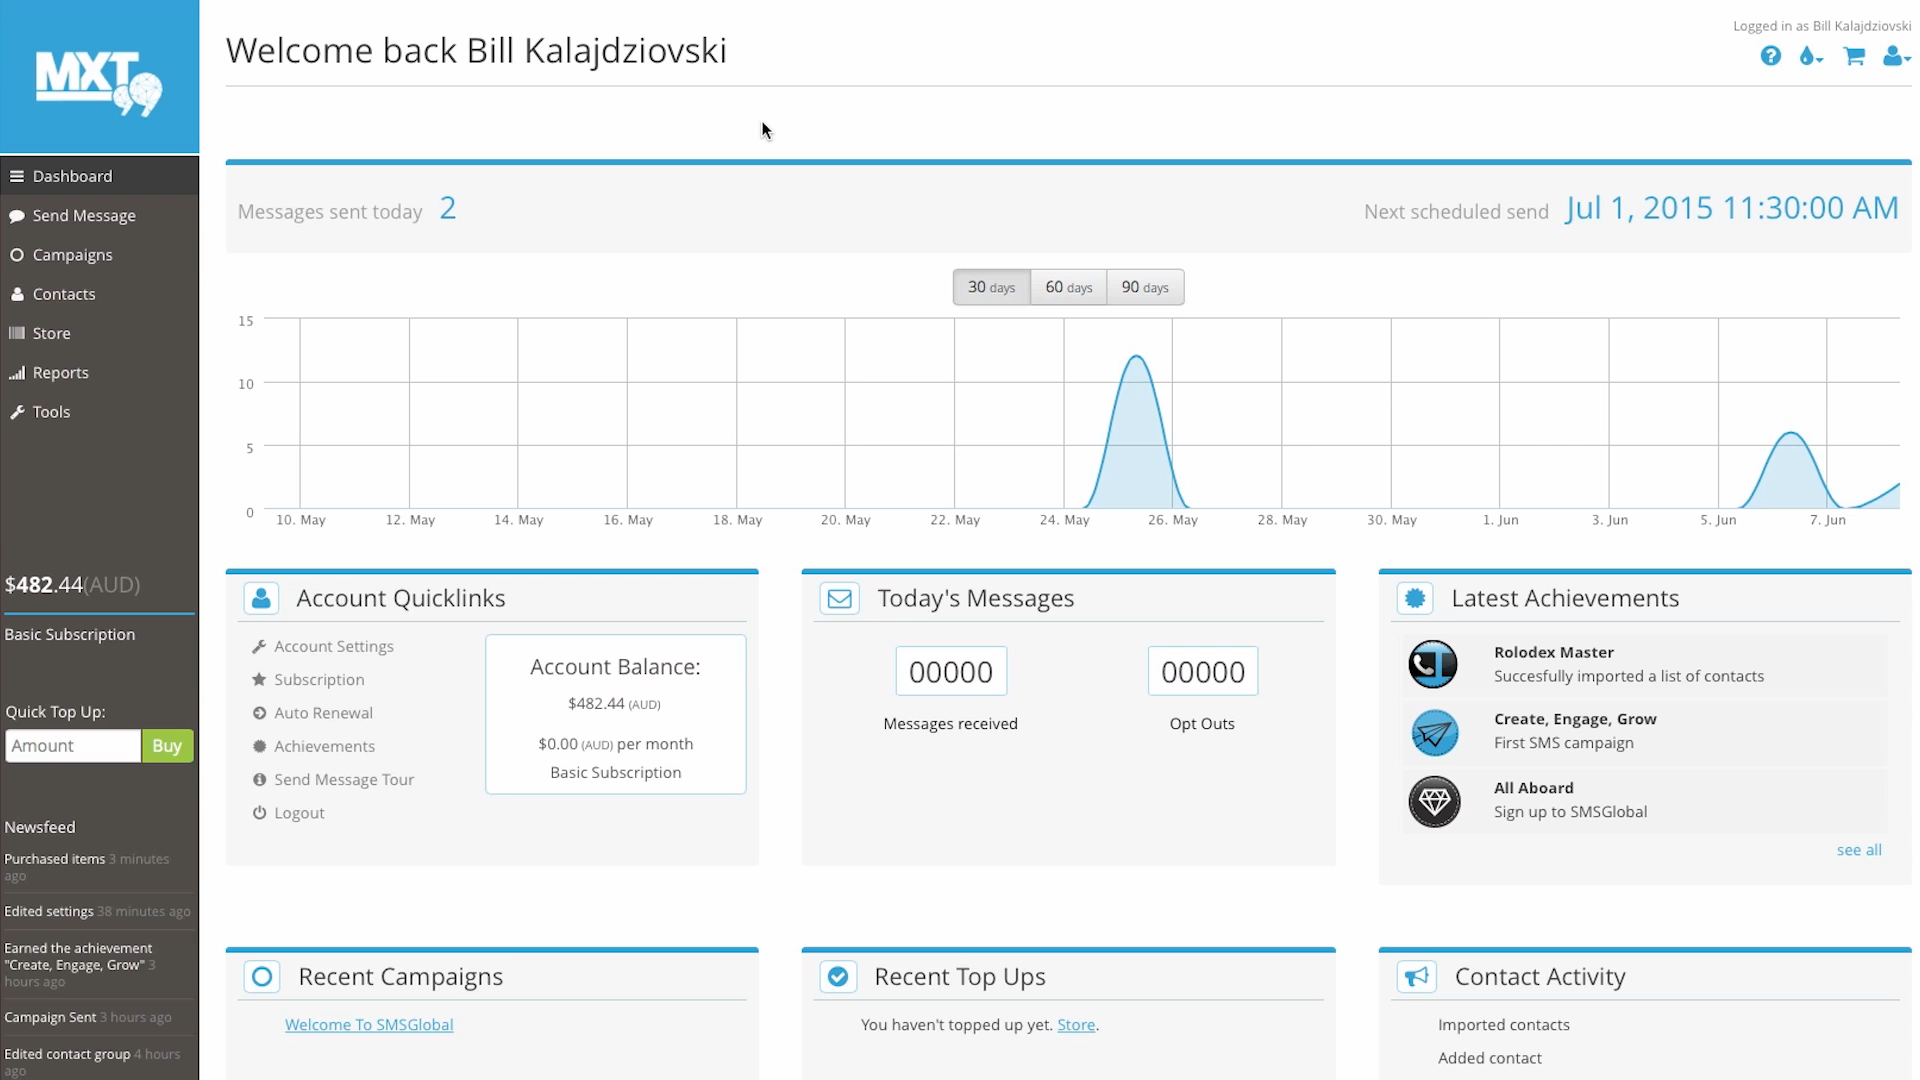 MXT99
Dashboard
Send Message
Campaigns
Contacts
Store
Reports
Tools
$482.44(AUD)
Basic Subscription
Quick Top Up:
Amount
Buy
Newsfeed
Purchased items 3 minutes
ago
Edited settings 38 minutes ago
Earned the achievement
"Create, Engage, Grow" 3
hours ago
Campaign Sent 3 hours ago
Edited contact group 4 hours
ago
Welcome back Bill Kalajdziovski
Logged in as Bill Kalajdziovski
Messages sent today 2
Next scheduled send Jul 1, 2015 11:30:00 AM
30 days 60 days 90 days
15
10
5
0
10. May 12. May 14. May 16. May 18. May 20. May 22. May 24. May 26. May 28. May 30. May 1. Jun 3. Jun 5. Jun 7. Jun
Account Quicklinks
Account Settings
Subscription
Auto Renewal
Achievements
Send Message Tour
Logout
Account Balance:
$482.44 (AUD)
$0.00 (AUD) per month
Basic Subscription
Today's Messages
00000 00000
Messages received Opt Outs
Latest Achievements
Rolodex Master
Succesfully imported a list of contacts
Create, Engage, Grow
First SMS campaign
All Aboard
Sign up to SMSGlobal
see all
Recent Campaigns
Welcome To SMSGlobal
Recent Top Ups
You haven't topped up yet. Store.
Contact Activity
Imported contacts
Added contact